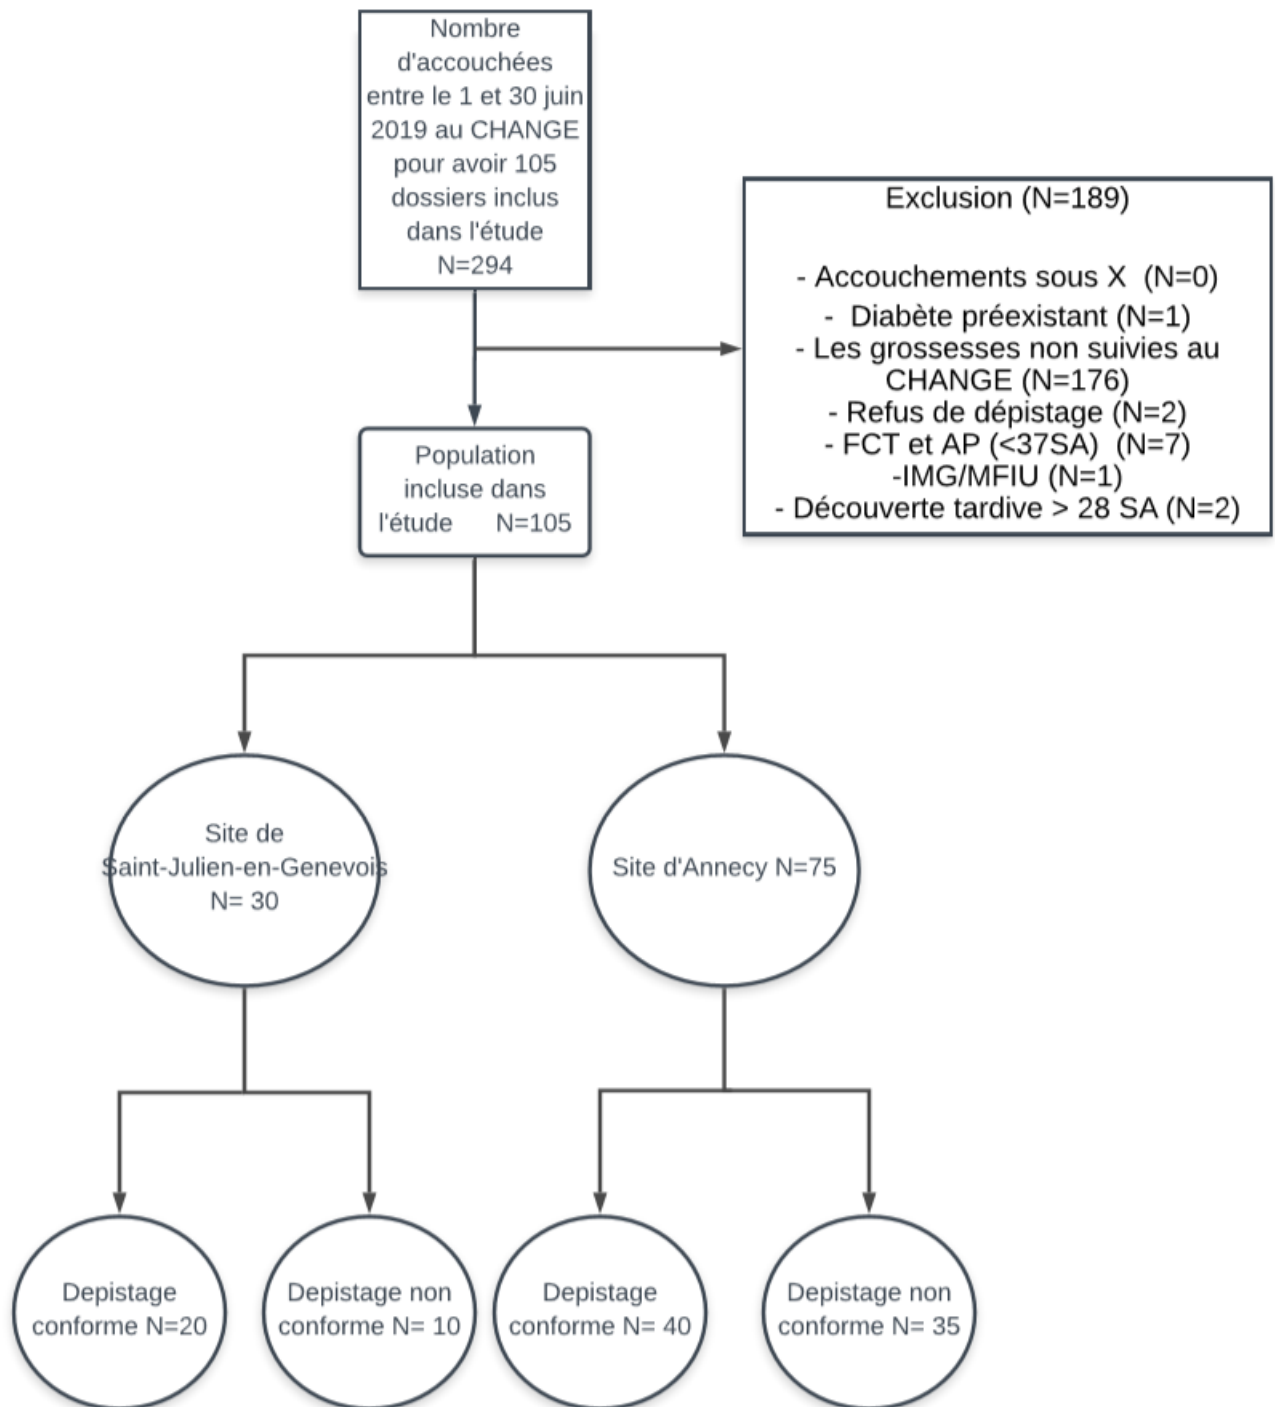 Nombre
d'accouchées
entre le 1 et 30 juin
2019 au CHANGE
pour avoir 105
dossiers inclus
dans l'étude
N=294
Exclusion (N=189)
- Accouchements sous X (N=0)
- Diabète préexistant (N=1)
- Les grossesses non suivies au
CHANGE (N=176)
- Refus de dépistage (N=2)
- FCT et AP (<37SA) (N=7)
-IMG/MFIU (N=1)
- Découverte tardive > 28 SA (N=2)
Population
incluse dans
l'étude N=105
Site de
Saint-Julien-en-Genevois
N= 30
Site d'Annecy N=75
Depistage
conforme N=20
Depistage non
conforme N= 10
Depistage
conforme N= 40
Depistage non
conforme N= 35